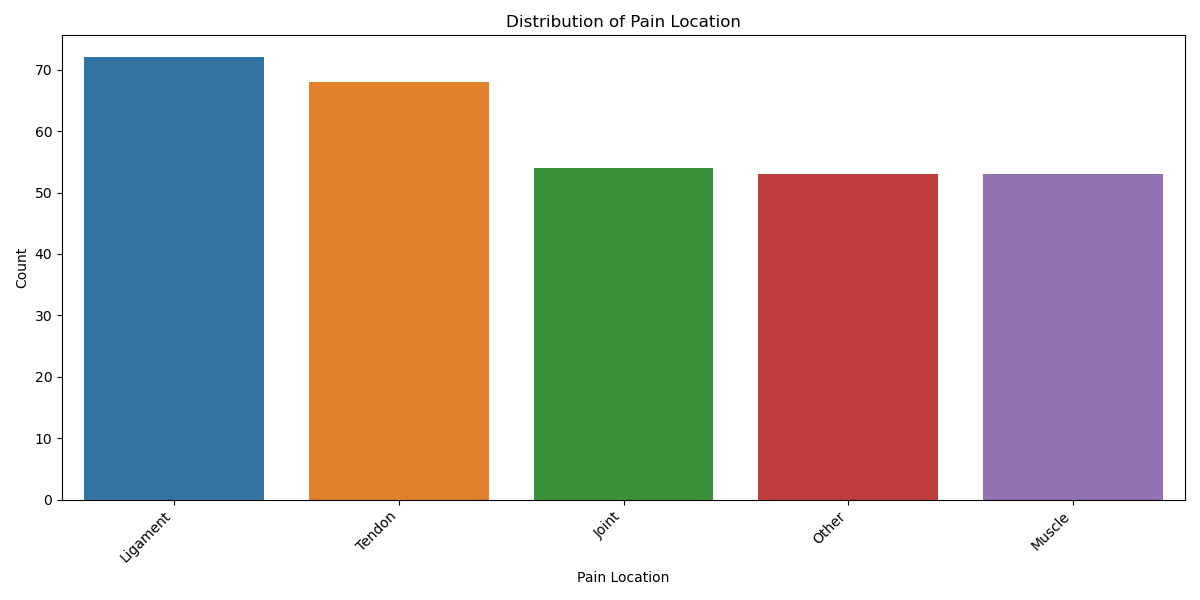 Distribution of Pain Location
Count
70
60
50
40
30
20
10
0
Ligament
Tendon
Joint
Other
Muscle
Pain Location